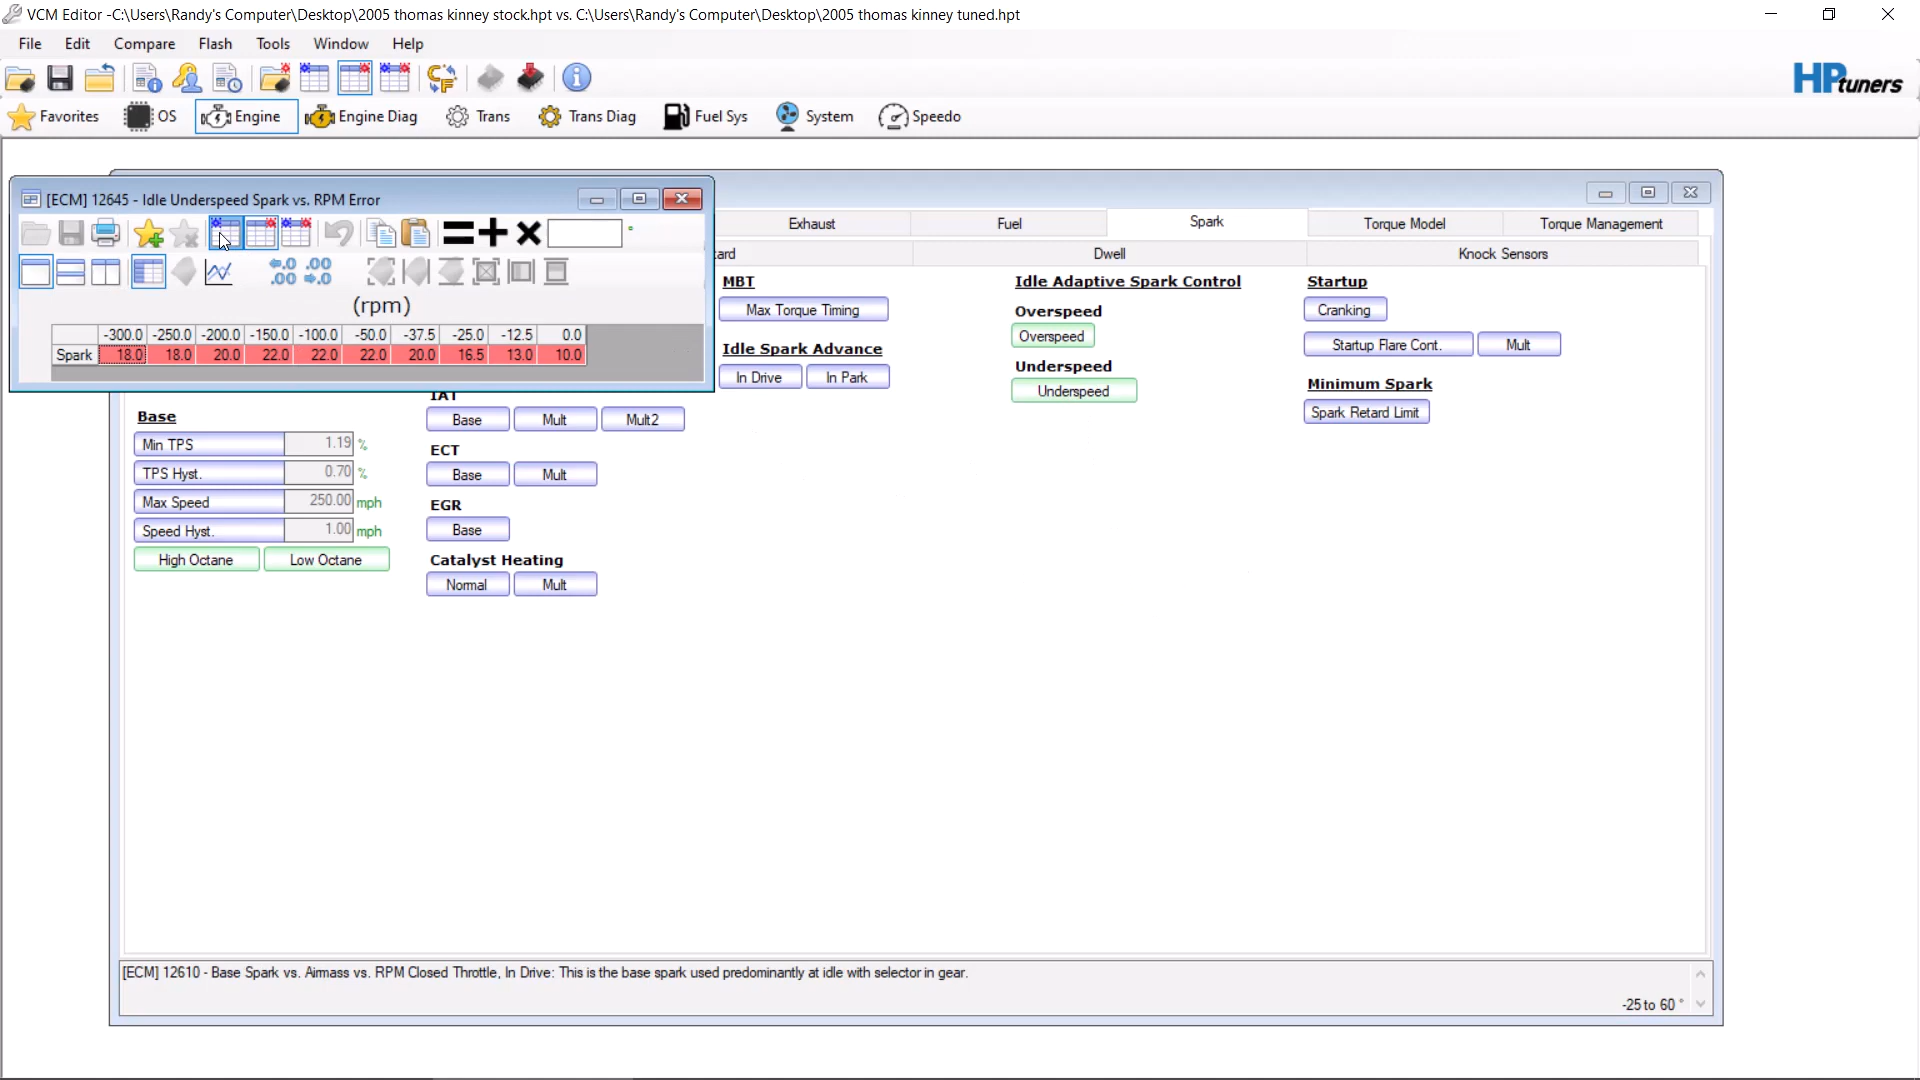 VCM Editor -C:\Users\Randy's Computer\Desktop\2005 thomas kinney stock.hpt vs. C:\Users\Randy's Computer\Desktop\2005 thomas kinney tuned.hpt
File Edit Compare Flash Tools Window Help
HPtuners
Favorites OS Engine Engine Diag Trans Trans Diag Fuel Sys System Speedo
[ECM] 12645 - Idle Underspeed Spark vs. RPM Error
.0 .00
.00 .0
(rpm)
-300.0 -250.0 -200.0 -150.0 -100.0 -50.0 -37.5 -25.0 -12.5 0.0
Spark 18.0 18.0 20.0 22.0 22.0 22.0 20.0 16.5 13.0 10.0
Exhaust Fuel Spark Torque Model Torque Management
ard Dwell Knock Sensors
Base
Min TPS 1.19 %
TPS Hyst. 0.70 %
Max Speed 250.00 mph
Speed Hyst. 1.00 mph
High Octane Low Octane
IAT
Base Mult Mult2
ECT
Base Mult
EGR
Base
Catalyst Heating
Normal Mult
MBT
Max Torque Timing
Idle Spark Advance
In Drive In Park
Idle Adaptive Spark Control
Overspeed
Overspeed
Underspeed
Underspeed
Startup
Cranking
Startup Flare Cont. Mult
Minimum Spark
Spark Retard Limit
[ECM] 12610 - Base Spark vs. Airmass vs. RPM Closed Throttle, In Drive: This is the base spark used predominantly at idle with selector in gear.
-25 to 60 °